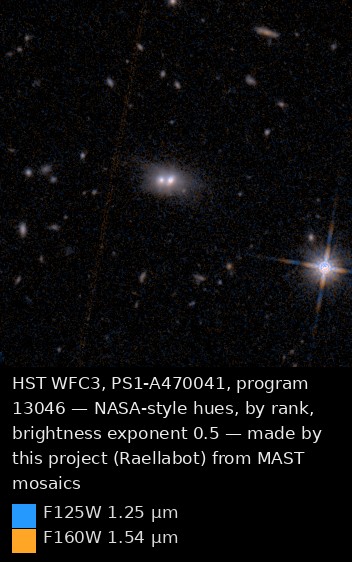 HST WFC3, PS1-A470041, program
13046 — NASA-style hues, by rank,
brightness exponent 0.5 — made by
this project (Raellabot) from MAST
mosaics
F125W 1.25 µm
F160W 1.54 µm